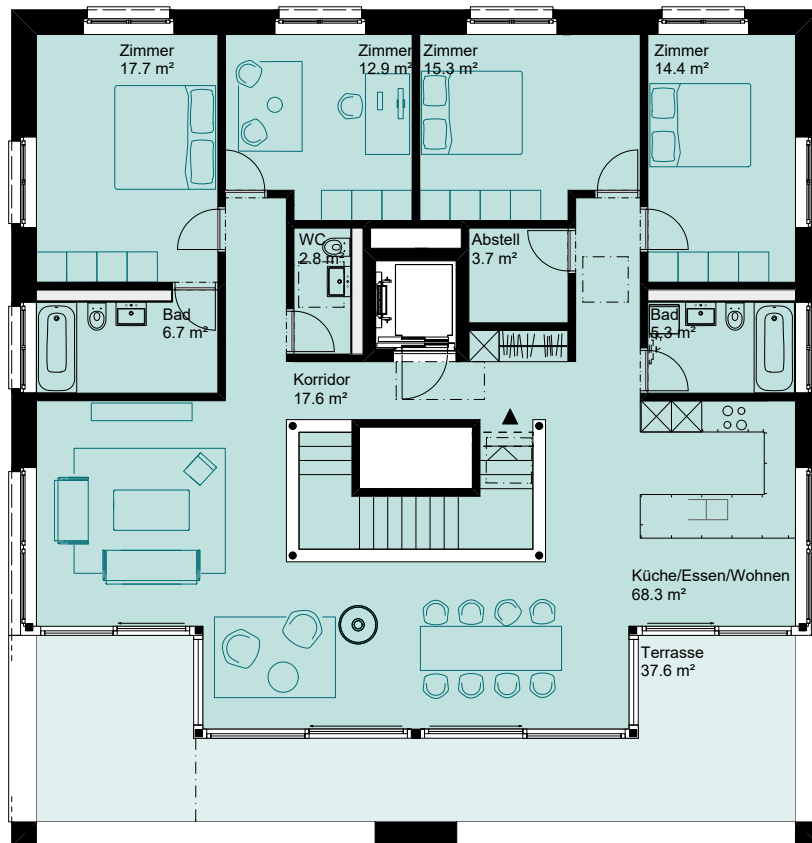 Zimmer
17.7 m²
Zimmer
12.9 m²
Zimmer
15.3 m²
Zimmer
14.4 m²
WC
2.8 m²
Abstell
3.7 m²
Bad
6.7 m²
Bad
5.3 m²
Korridor
17.6 m²
Küche/Essen/Wohnen
68.3 m²
Terrasse
37.6 m²